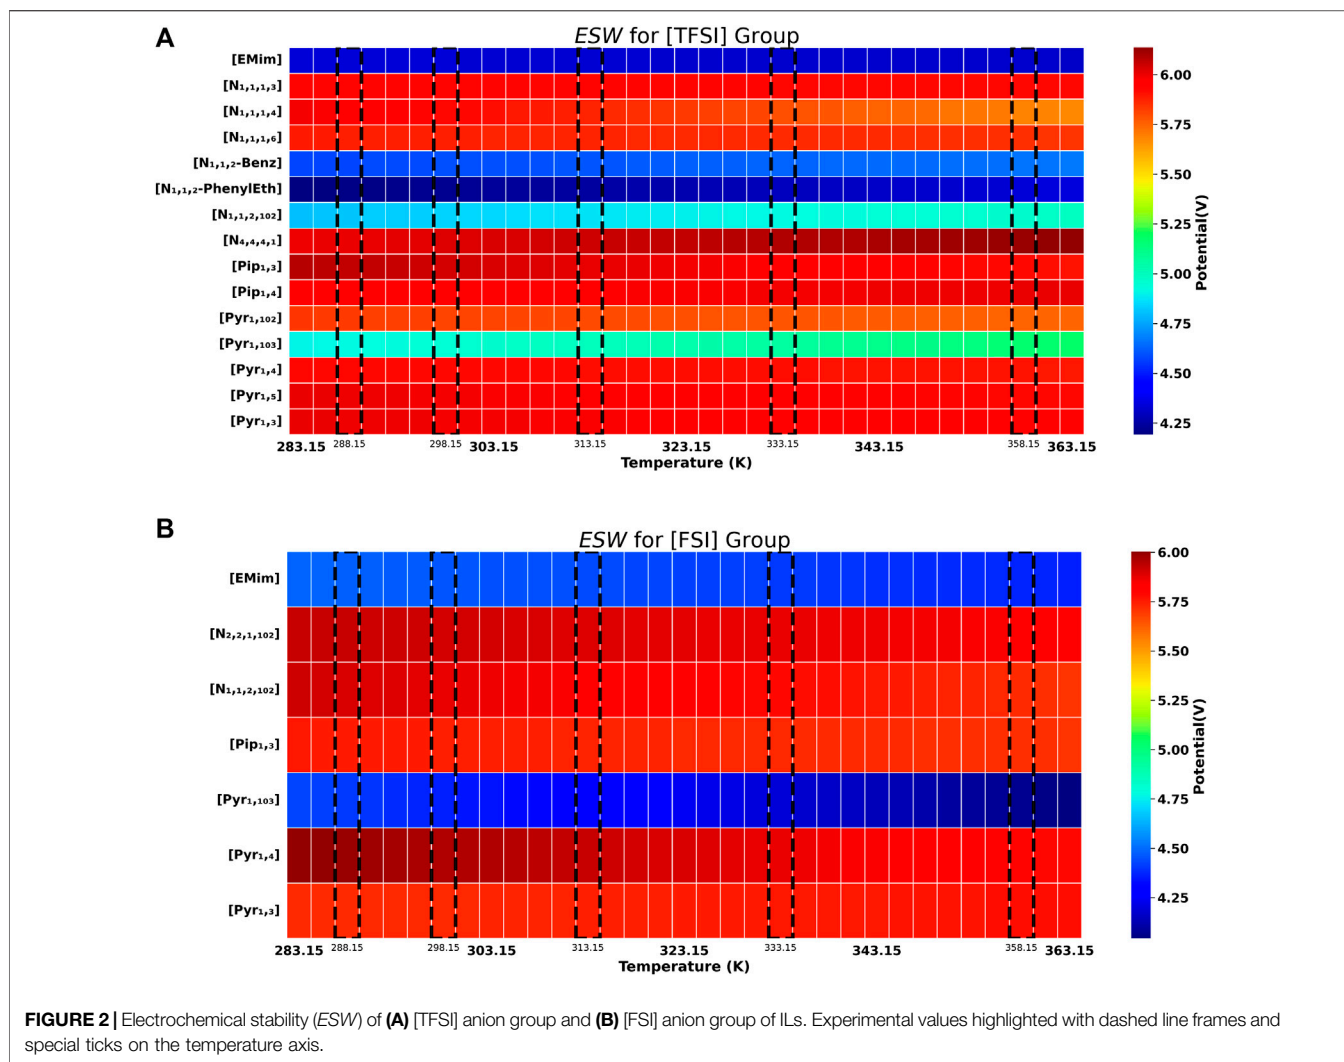 A
ESW for [TFSI] Group
[EMim]
[N₁,₁,₁,₃]
[N₁,₁,₁,₄]
[N₁,₁,₁,₆]
[N₁,₁,₂-Benz]
[N₁,₁,₂-PhenylEth]
[N₁,₁,₂,₁₀₂]
[N₄,₄,₄,₁]
[Pip₁,₃]
[Pip₁,₄]
[Pyr₁,₁₀₂]
[Pyr₁,₁₀₃]
[Pyr₁,₄]
[Pyr₁,₅]
[Pyr₁,₃]
283.15 288.15 298.15 303.15 313.15 323.15 333.15 343.15 358.15 363.15
Temperature (K)
6.00
5.75
5.50
5.25
5.00
4.75
4.50
4.25
Potential(V)
B
ESW for [FSI] Group
[EMim]
[N₂,₂,₁,₁₀₂]
[N₁,₁,₂,₁₀₂]
[Pip₁,₃]
[Pyr₁,₁₀₃]
[Pyr₁,₄]
[Pyr₁,₃]
283.15 288.15 298.15 303.15 313.15 323.15 333.15 343.15 358.15 363.15
Temperature (K)
6.00
5.75
5.50
5.25
5.00
4.75
4.50
4.25
Potential(V)
FIGURE 2 | Electrochemical stability (ESW) of (A) [TFSI] anion group and (B) [FSI] anion group of ILs. Experimental values highlighted with dashed line frames and
special ticks on the temperature axis.